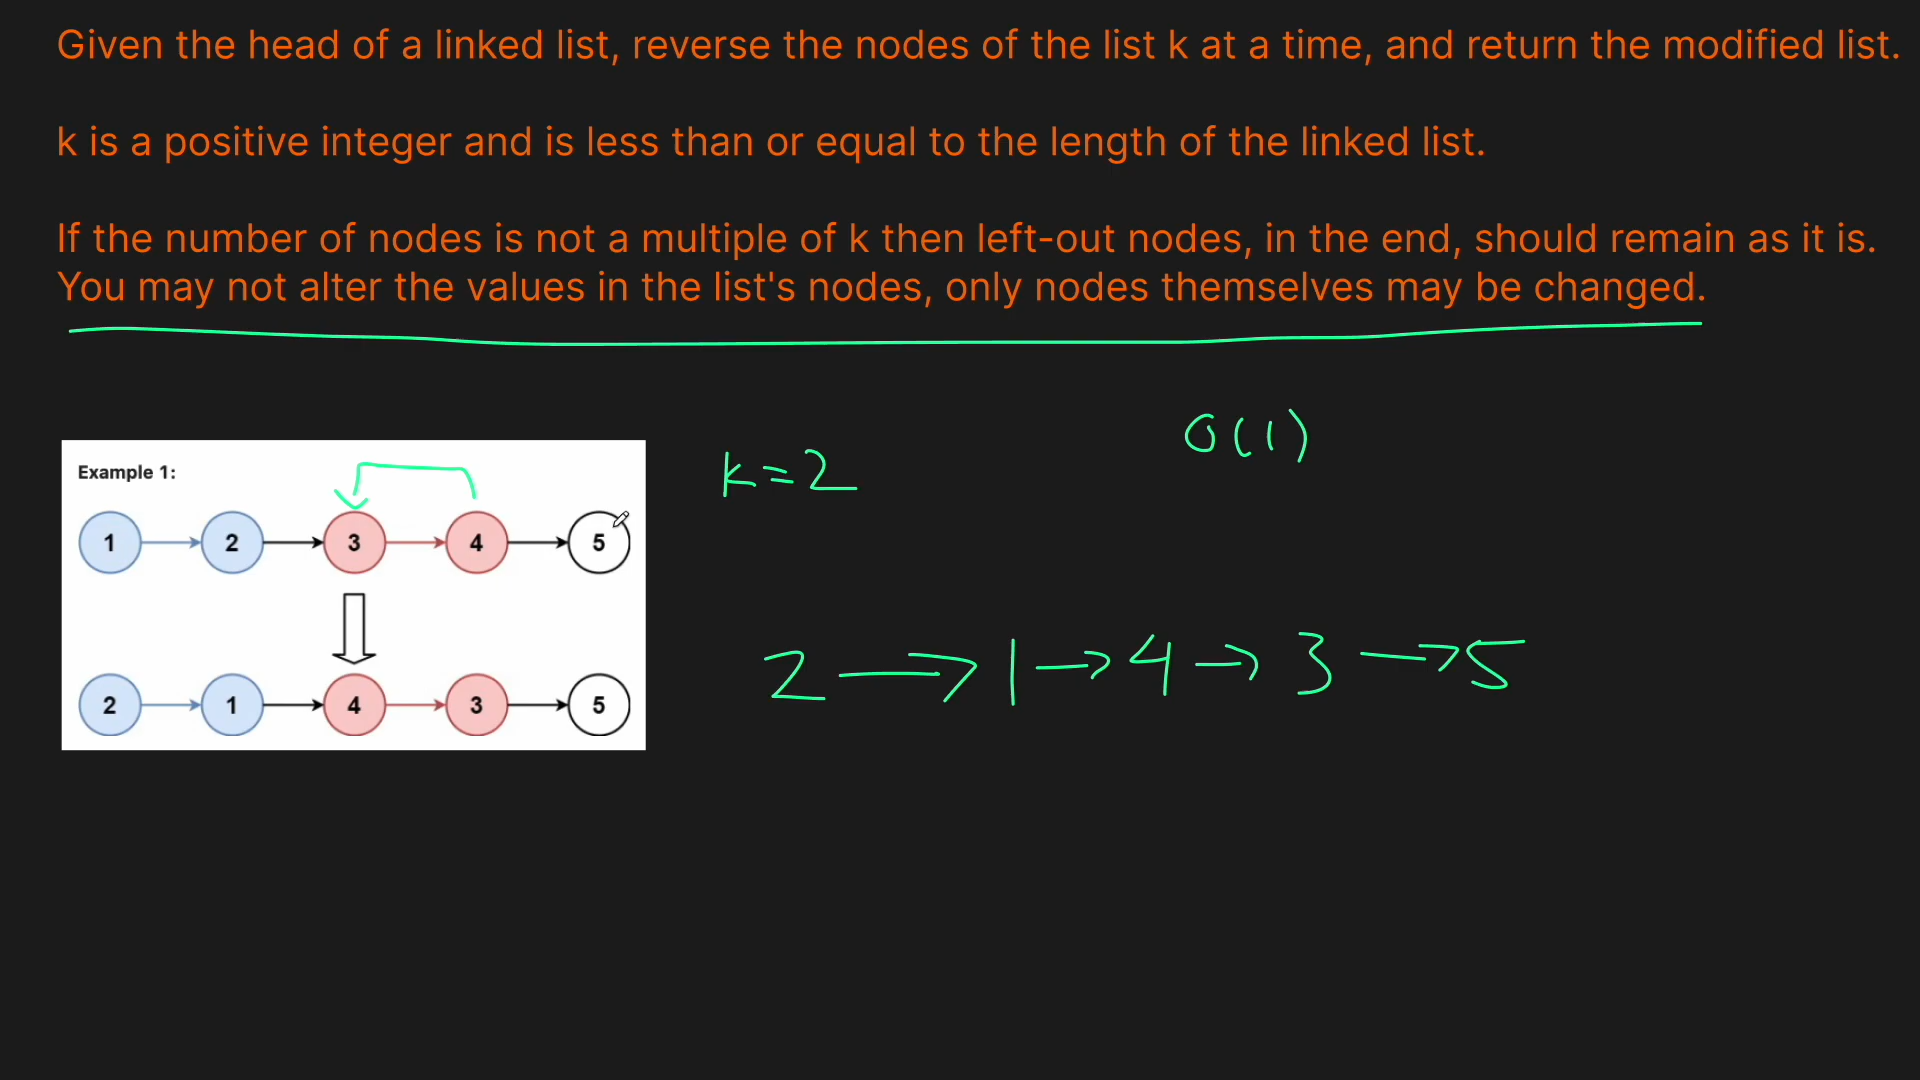 Given the head of a linked list, reverse the nodes of the list k at a time, and return the modified list.
k is a positive integer and is less than or equal to the length of the linked list.
If the number of nodes is not a multiple of k then left-out nodes, in the end, should remain as it is.
You may not alter the values in the list's nodes, only nodes themselves may be changed.
O(1)
k=2
Example 1:
1 2 3 4 5
2 → 1 → 4 → 3 → 5
2 1 4 3 5